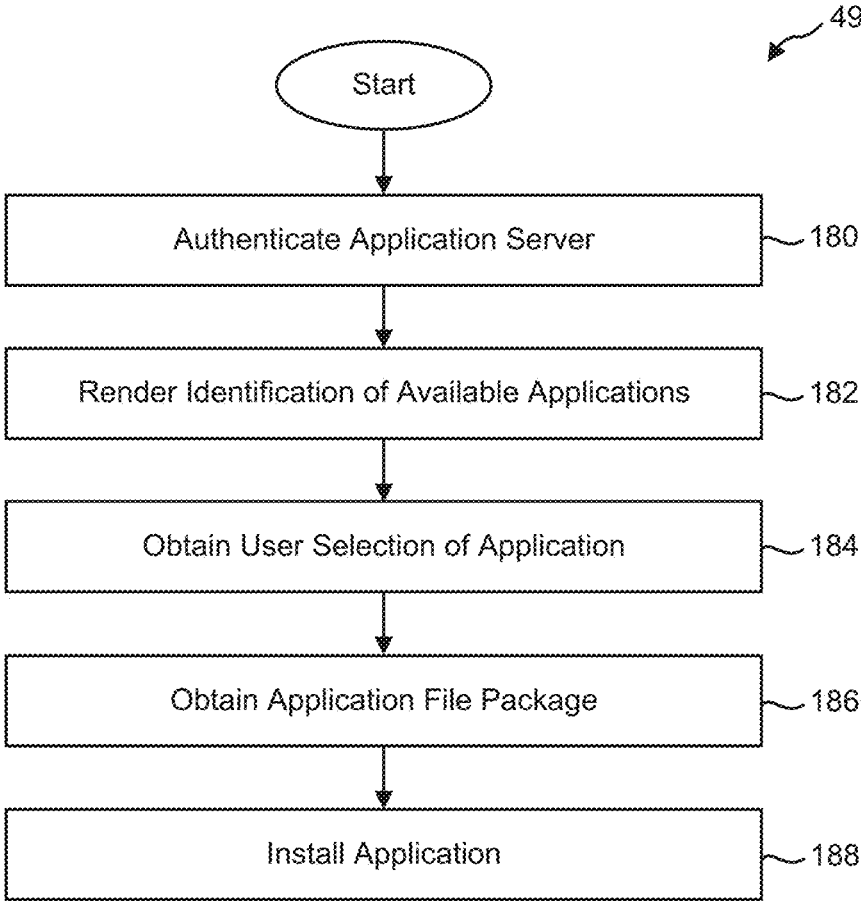 49
Start
Authenticate Application Server
180
Render Identification of Available Applications
182
Obtain User Selection of Application
184
Obtain Application File Package
186
Install Application
188